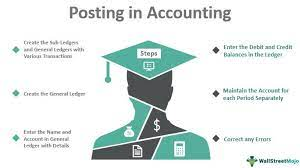 Posting in Accounting
Steps
Create the Sub-Ledgers
and General Ledgers with
Various Transactions
Enter the Debit and Credit
Balances in the Ledger
Create the General Ledger
Maintain the Account for
each Period Separately
Enter the Name and
Account in General
Ledger with Details
Correct any Errors
$
WallStreetMojo